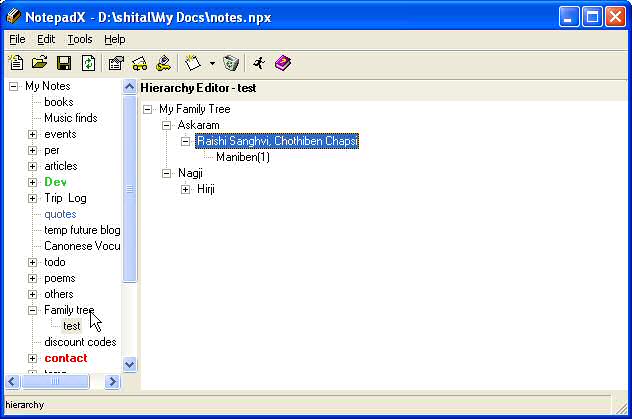 NotepadX - D:\shital\My Docs\notes.npx
File Edit Tools Help
My Notes
books
Music finds
events
per
articles
Dev
Trip Log
quotes
temp future blog
Canonese Vocu
todo
poems
others
Family tree
test
discount codes
contact
Hierarchy Editor - test
My Family Tree
Askaram
Raishi Sanghvi, Chothiben Chapsi
Maniben(1)
Nagji
Hirji
hierarchy